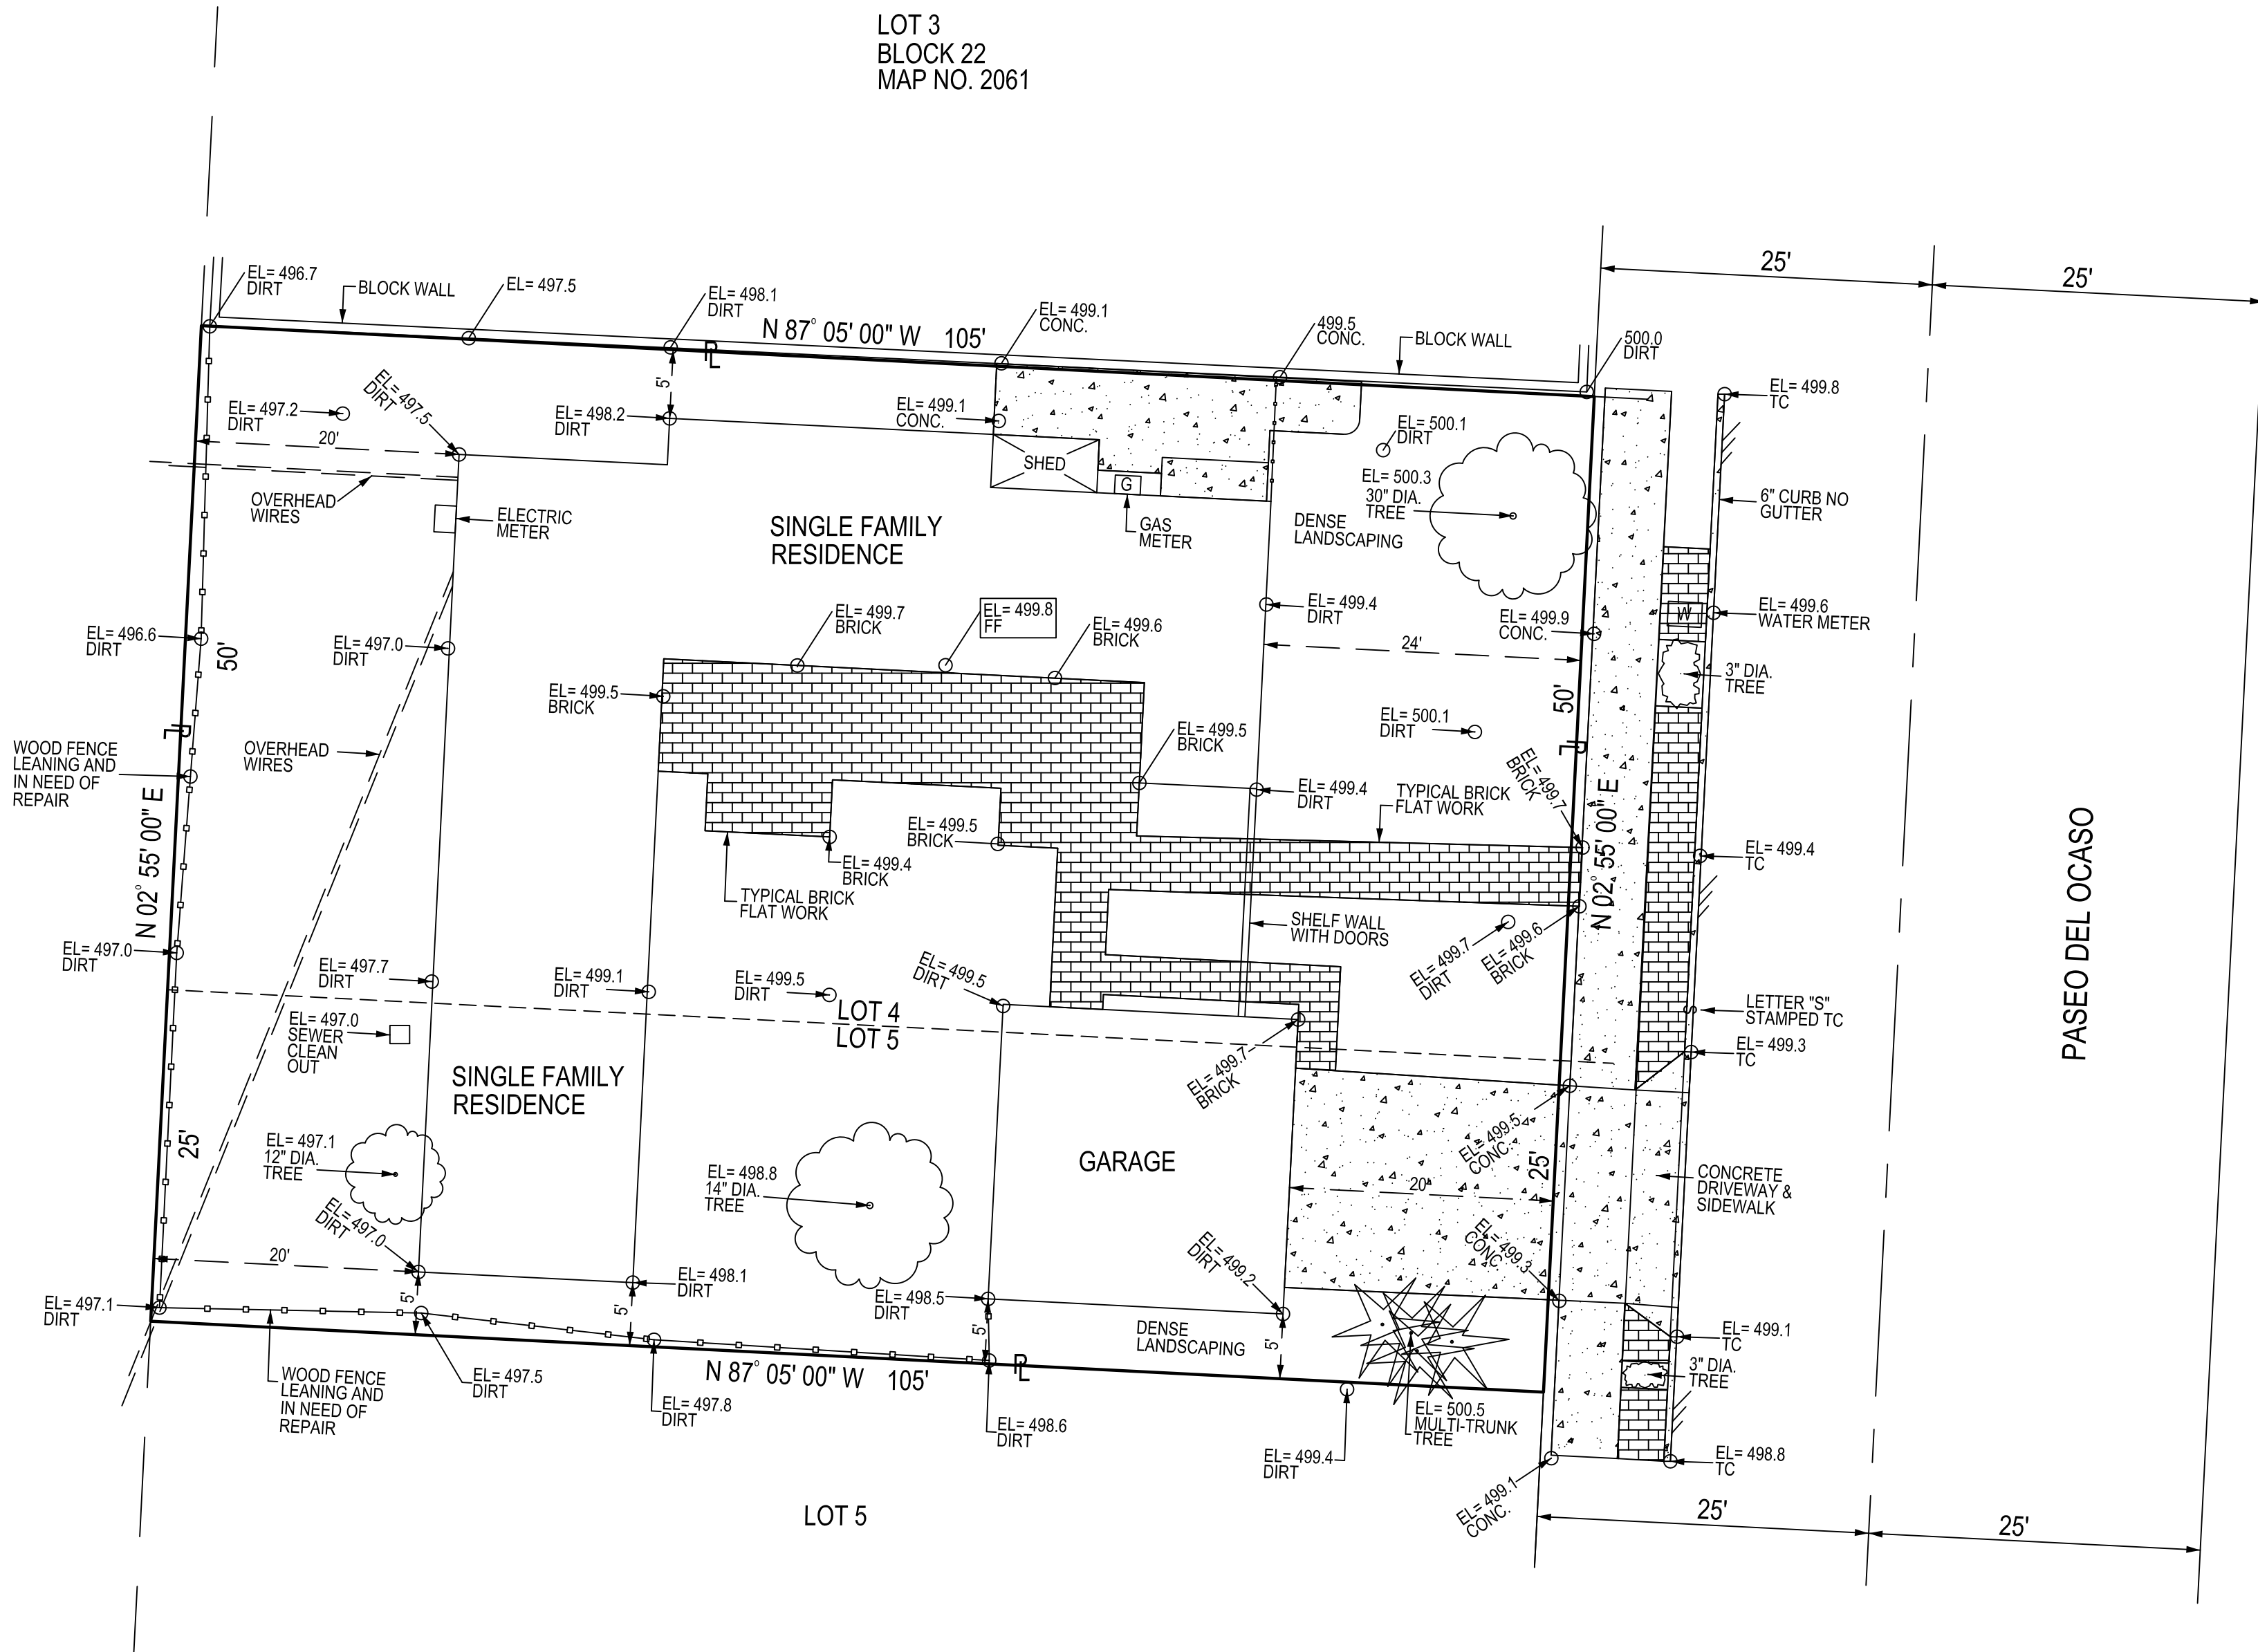 LOT 3
BLOCK 22
MAP NO. 2061
25'
25'
EL= 496.7
DIRT
BLOCK WALL
EL= 497.5
EL= 498.1
DIRT
N 87° 05' 00" W 105'
PL
EL= 499.1
CONC.
499.5
CONC.
BLOCK WALL
500.0
DIRT
EL= 499.8
TC
EL= 497.2
DIRT
EL= 497.5
DIRT
20'
5'
EL= 498.2
DIRT
EL= 499.1
CONC.
EL= 500.1
DIRT
SHED
G
GAS
METER
EL= 500.3
30" DIA.
TREE
DENSE
LANDSCAPING
6" CURB NO
GUTTER
OVERHEAD
WIRES
ELECTRIC
METER
SINGLE FAMILY
RESIDENCE
EL= 499.7
BRICK
EL= 499.8
FF
EL= 499.6
BRICK
EL= 499.4
DIRT
EL= 499.9
CONC.
W
EL= 499.6
WATER METER
EL= 496.6
DIRT
50'
EL= 497.0
DIRT
24'
3" DIA.
TREE
EL= 499.5
BRICK
50'
PL
EL= 500.1
DIRT
EL= 499.5
BRICK
PL
WOOD FENCE
LEANING AND
IN NEED OF
REPAIR
OVERHEAD
WIRES
EL= 499.7
BRICK
N 02° 55' 00" E
N 02° 55' 00" E
EL= 499.4
DIRT
TYPICAL BRICK
FLAT WORK
EL= 499.5
BRICK
EL= 499.4
BRICK
EL= 499.4
TC
TYPICAL BRICK
FLAT WORK
SHELF WALL
WITH DOORS
EL= 499.7
DIRT
EL= 499.6
BRICK
PASEO DEL OCASO
EL= 497.0
DIRT
EL= 497.7
DIRT
EL= 499.1
DIRT
EL= 499.5
DIRT
EL= 499.5
DIRT
LOT 4
LOT 5
EL= 497.0
SEWER
CLEAN
OUT
S
LETTER "S"
STAMPED TC
EL= 499.3
TC
EL= 499.7
BRICK
SINGLE FAMILY
RESIDENCE
25'
EL= 497.1
12" DIA.
TREE
EL= 498.8
14" DIA.
TREE
GARAGE
EL= 499.5
CONC.
25'
20'
CONCRETE
DRIVEWAY &
SIDEWALK
EL= 497.0
DIRT
20'
EL= 499.2
DIRT
EL= 499.3
CONC.
EL= 497.1
DIRT
5'
5'
EL= 498.1
DIRT
EL= 498.5
DIRT
5'
5'
DENSE
LANDSCAPING
EL= 499.1
TC
3" DIA.
TREE
WOOD FENCE
LEANING AND
IN NEED OF
REPAIR
EL= 497.5
DIRT
N 87° 05' 00" W 105'
PL
EL= 497.8
DIRT
EL= 498.6
DIRT
EL= 499.4
DIRT
EL= 500.5
MULTI-TRUNK
TREE
EL= 498.8
TC
EL= 499.1
CONC.
LOT 5
25'
25'